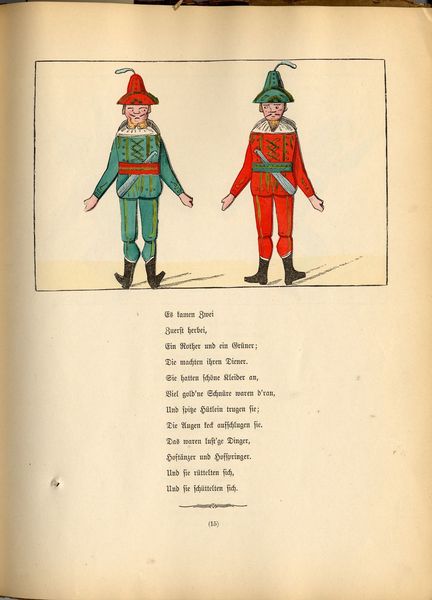 Es kamen Zwei
Zuerst herbei,
Ein Rother und ein Grüner;
Die machten ihren Diener.
Sie hatten schöne Kleider an,
Viel gold'ne Schnüre waren d'ran,
Und spitze Hütlein trugen sie;
Die Augen keck aufschlugen sie.
Das waren lust'ge Dinger,
Hoftänzer und Hofspringer.
Und sie rüttelten sich,
Und sie schüttelten sich.
(15)